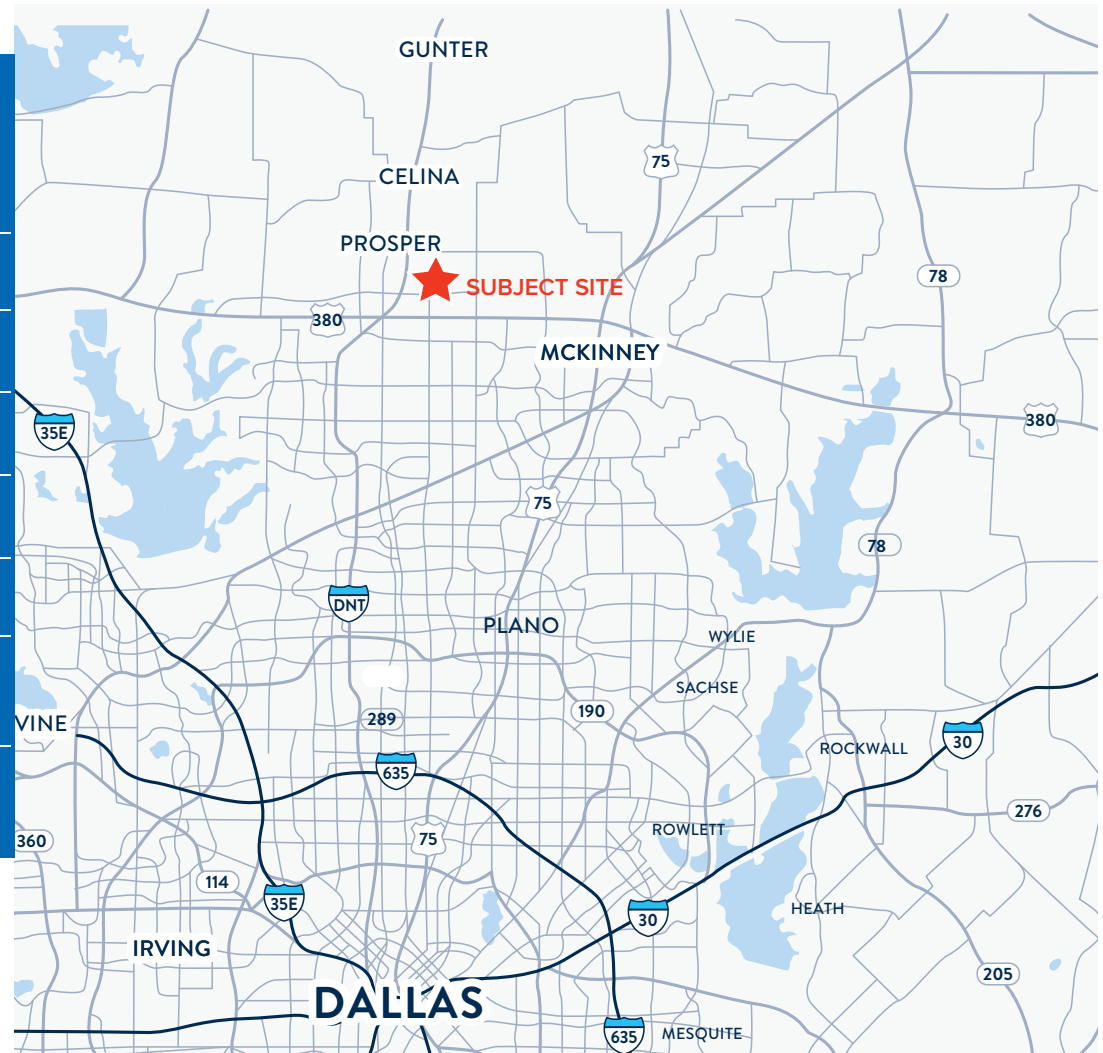 GUNTER
75
CELINA
PROSPER
78
SUBJECT SITE
380
MCKINNEY
380
35E
75
78
DNT
PLANO
WYLIE
SACHSE
190
289
VINE
30
ROCKWALL
635
276
75
ROWLETT
360
114
35E
HEATH
30
IRVING
205
DALLAS
635
MESQUITE